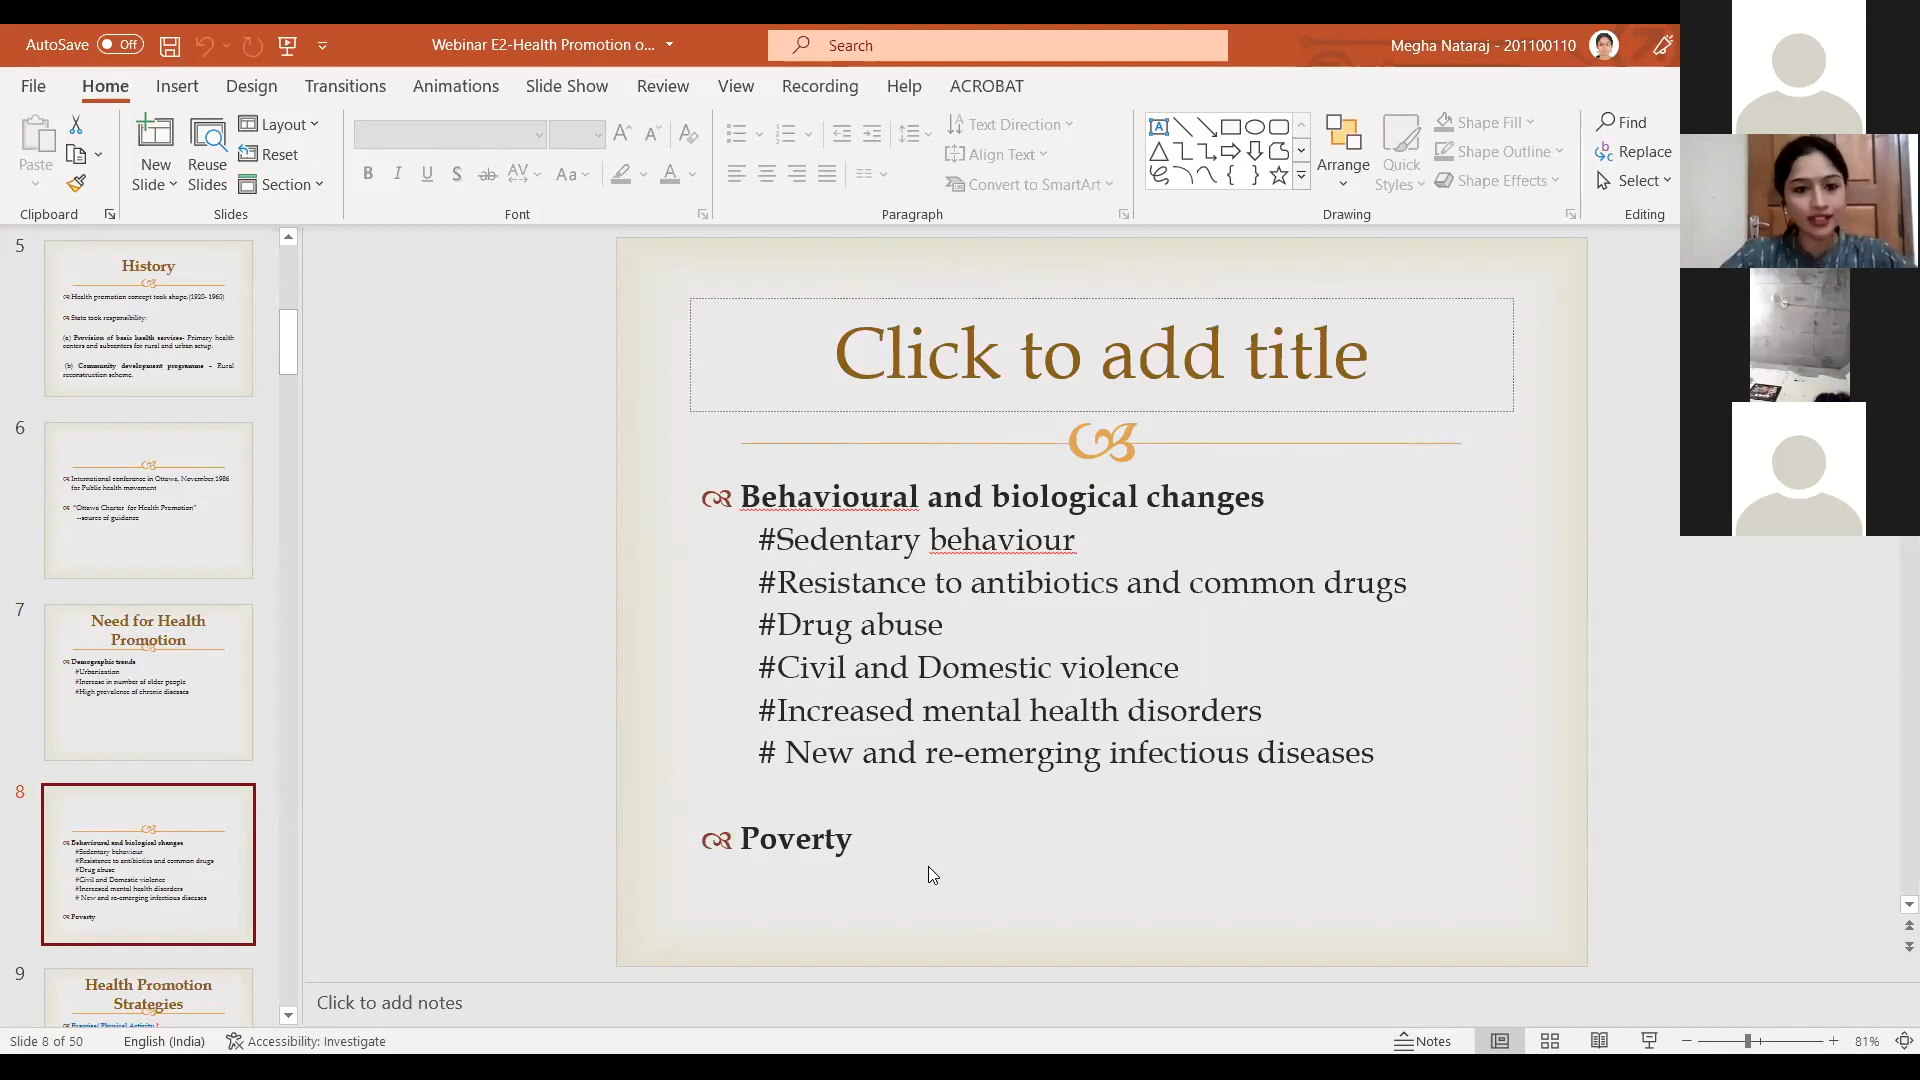 AutoSave Off
Webinar E2-Health Promotion o...
Search
Megha Nataraj - 201100110
File Home Insert Design Transitions Animations Slide Show Review View Recording Help ACROBAT
Paste
New Slide
Reuse Slides
Layout
Reset
Section
Text Direction
Align Text
Convert to SmartArt
Arrange
Quick Styles
Shape Fill
Shape Outline
Shape Effects
Find
Replace
Select
Clipboard Slides Font Paragraph Drawing Editing
5
History
Health promotion concept took shape.(1920- 1960)
State took responsibility:
(a) Provision of basic health services- Primary health
centers and subcenters for rural and urban setup.
(b) Community development programme - Rural
reconstruction scheme.
6
International conference in Ottawa, November,1986
for Public health movement
"Ottawa Charter for Health Promotion"
--source of guidance
7
Need for Health
Promotion
Demographic trends
#Urbanization
#Increase in number of older people
#High prevalence of chronic diseases
8
Behavioural and biological changes
#Sedentary behaviour
#Resistance to antibiotics and common drugs
#Drug abuse
#Civil and Domestic violence
#Increased mental health disorders
# New and re-emerging infectious diseases
Poverty
9
Health Promotion
Strategies
Exercise/ Physical Activity ?
Click to add title
Behavioural and biological changes
#Sedentary behaviour
#Resistance to antibiotics and common drugs
#Drug abuse
#Civil and Domestic violence
#Increased mental health disorders
# New and re-emerging infectious diseases
Poverty
Click to add notes
Slide 8 of 50 English (India) Accessibility: Investigate Notes 81%